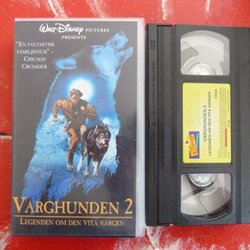 WALT DISNEY PICTURES
PRESENTS
"EN FANTASTISK
FAMILJEFILM" -
CHICAGO
CRUSADER
VARGHUNDEN 2
LEGENDEN OM DEN VITA VARGEN
VARGHUNDEN 2
LEGENDEN OM DEN VITA VARGEN